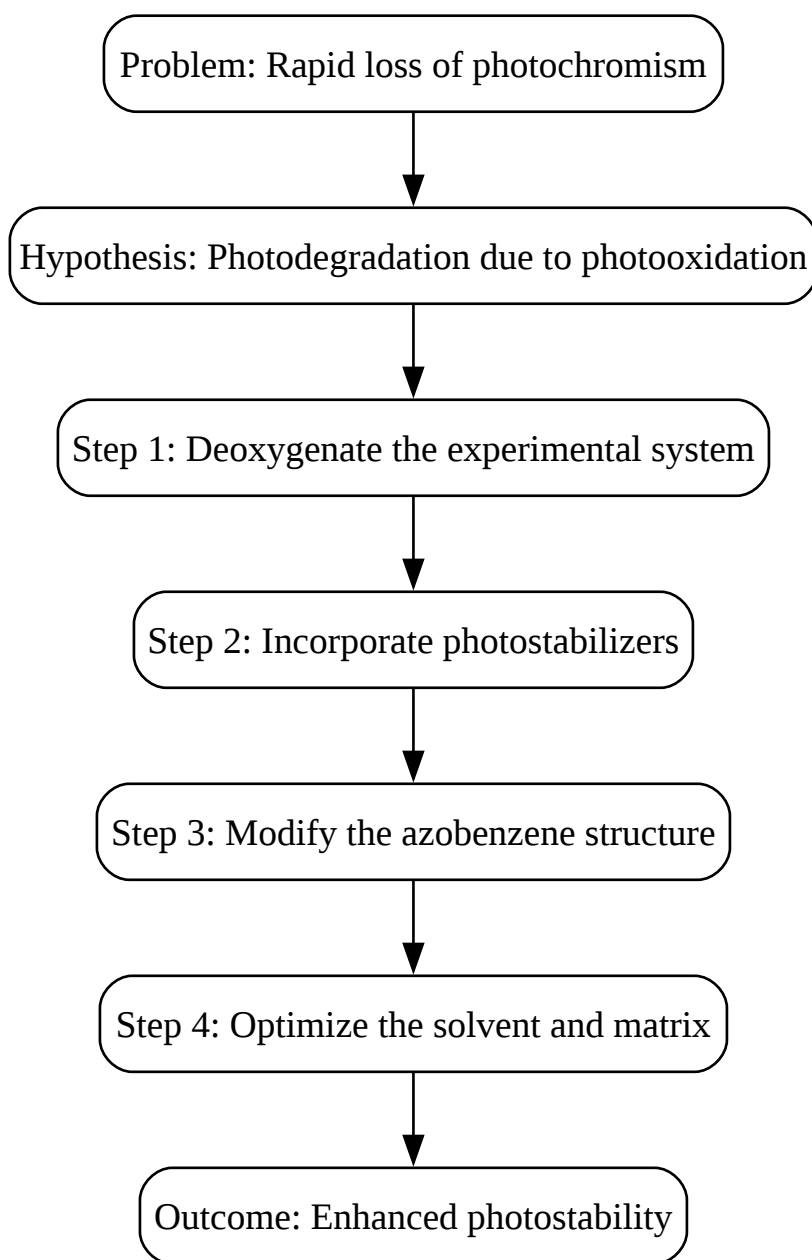 Problem: Rapid loss of photochromism
Hypothesis: Photodegradation due to photooxidation
Step 1: Deoxygenate the experimental system
Step 2: Incorporate photostabilizers
Step 3: Modify the azobenzene structure
Step 4: Optimize the solvent and matrix
Outcome: Enhanced photostability